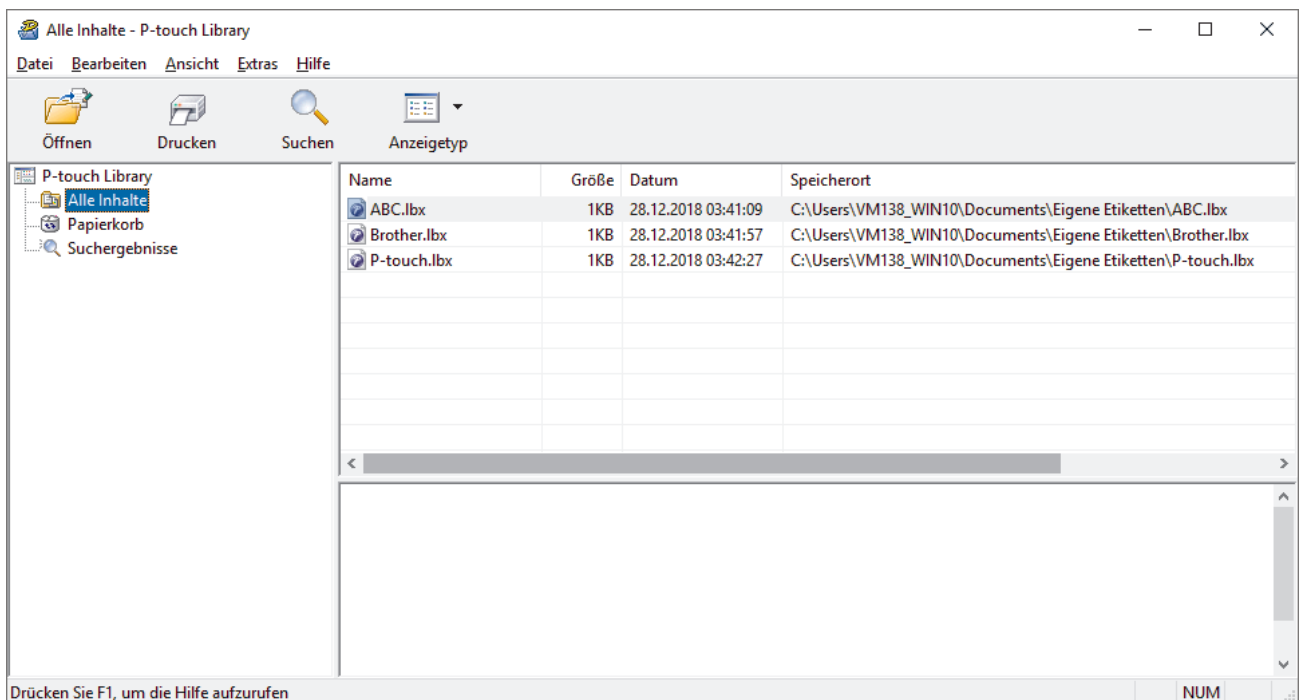 Alle Inhalte - P-touch Library
Datei Bearbeiten Ansicht Extras Hilfe
Öffnen Drucken Suchen Anzeigetyp
P-touch Library
Alle Inhalte
Papierkorb
Suchergebnisse
Name Größe Datum Speicherort
ABC.lbx 1KB 28.12.2018 03:41:09 C:\Users\VM138_WIN10\Documents\Eigene Etiketten\ABC.lbx
Brother.lbx 1KB 28.12.2018 03:41:57 C:\Users\VM138_WIN10\Documents\Eigene Etiketten\Brother.lbx
P-touch.lbx 1KB 28.12.2018 03:42:27 C:\Users\VM138_WIN10\Documents\Eigene Etiketten\P-touch.lbx
Drücken Sie F1, um die Hilfe aufzurufen NUM